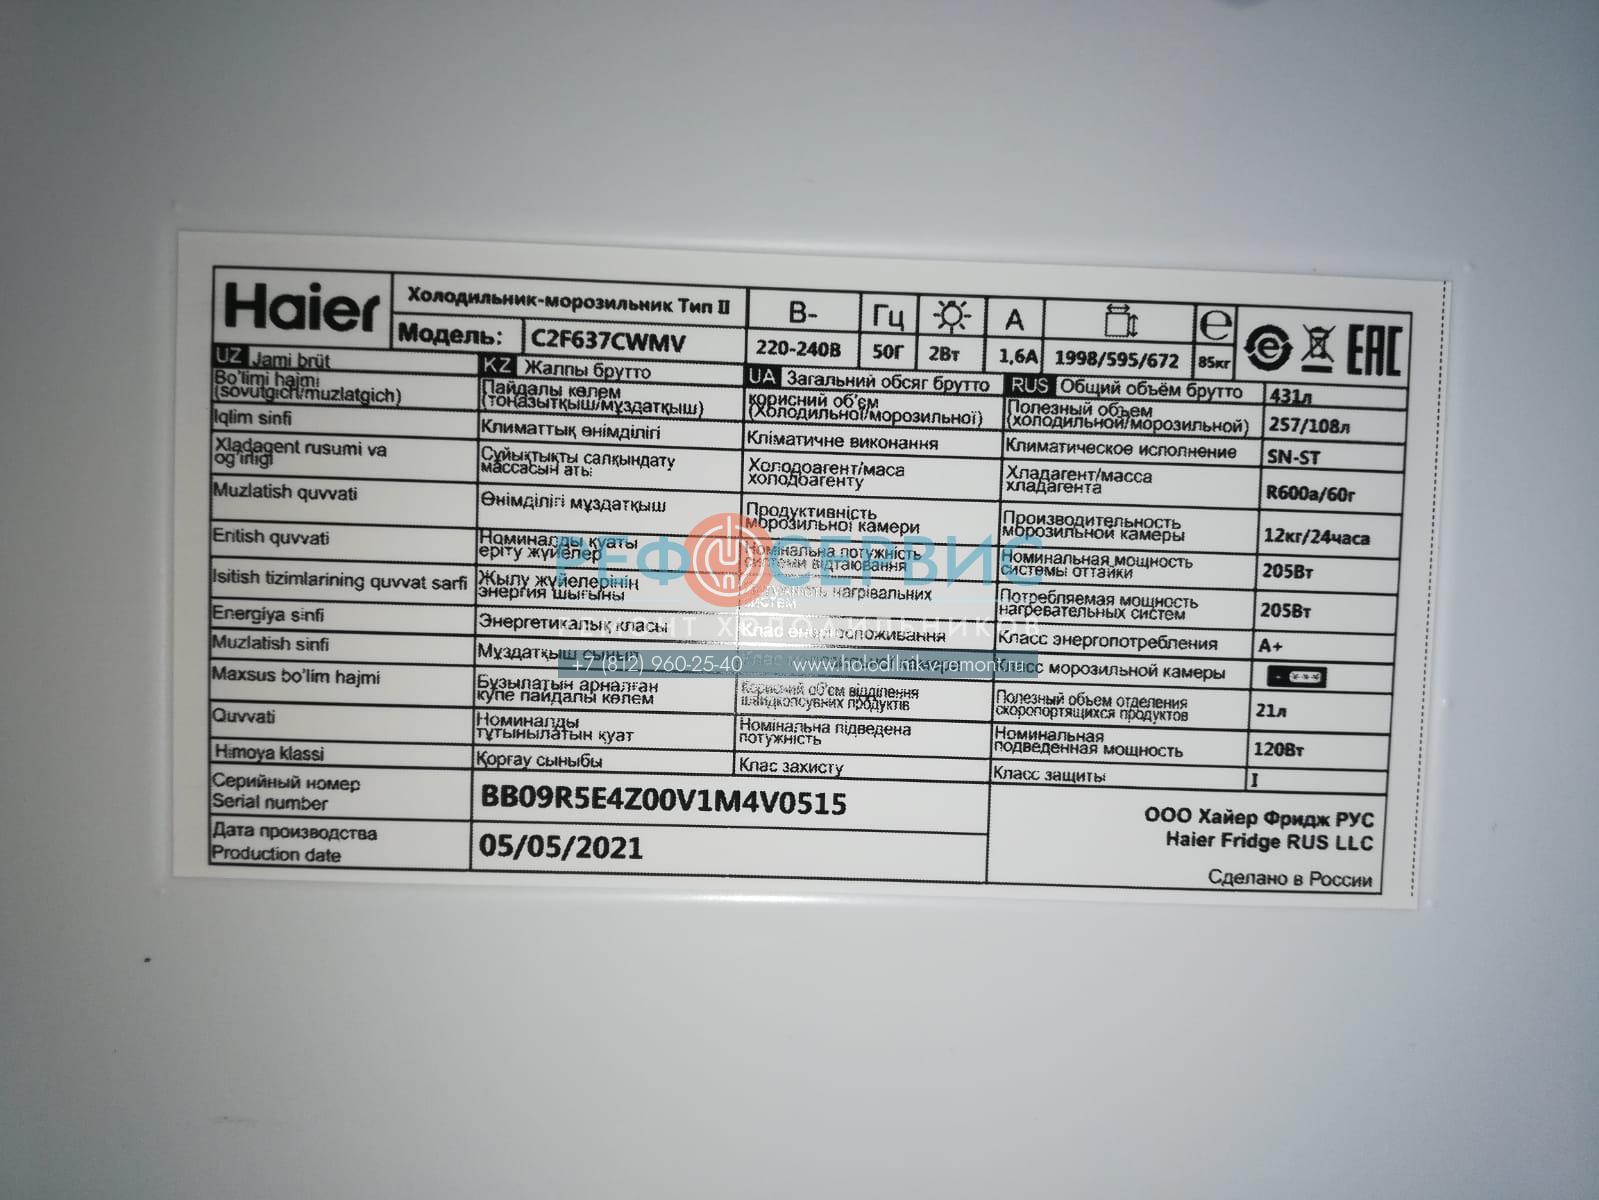 Haier
Холодильник-морозильник Тип II
Модель: C2F637CWMV
В- Гц A e EAC
220-240В 50Г 2Вт 1,6А 1998/595/672 85кг
UZ Jami brüt KZ Жалпы брутто UA Загальний обсяг брутто RUS Общий объём брутто 431л
Bo'limi hajmi
(sovutgich/muzlatgich)
Пайдалы көлем
(тоңазытқыш/мұздатқыш)
корисний об'єм
(холодильної/морозильної)
Полезный объем
(холодильной/морозильной)
257/108л
Iqlim sinfi Климаттық өнімділігі Кліматичне виконання Климатическое исполнение SN-ST
Xladagent rusumi va
og'irligi
Сұйықтықты салқындату
массасын аты:
Холодоагент/маса
холодоагенту
Хладагент/масса
хладагента
R600a/60г
Muzlatish quvvati Өнімділігі мұздатқыш
Продуктивність
морозильної камери
Производительность
морозильной камеры
12кг/24часа
Eritish quvvati
Номиналды қуаты
еріту жүйелер
Номінальна потужність
системи відтаювання
Номинальная мощность
системы оттайки
205Вт
Isitish tizimlarining quvvat sarfi
Жылу жүйелерінің
энергия шығыны
нагрівальних
систем
Потребляемая мощность
нагревательных систем
205Вт
Energiya sinfi Энергетикалық класы Клас Класс энергопотребления A+
Muzlatish sinfi Мұздатқыш сынып Класс морозильной камеры
Maxsus bo'lim hajmi
Бұзылатын арналған
купе пайдалы көлем
Корисний об'єм відділення
швидкопсувних продуктів
Полезный объем отделения
скоропортящихся продуктов
21л
Quvvati
Номиналды
тұтынылатын қуат
Номінальна підведена
потужність
Номинальная
подведенная мощность
120Вт
Himoya klassi Қорғау сыныбы Клас захисту Класс защиты I
Серийный номер
Serial number
BB09R5E4Z00V1M4V0515
Дата производства
Production date
05/05/2021
ООО Хайер Фридж РУС
Haier Fridge RUS LLC
Сделано в России
РЕФ СЕРВИС
РЕМОНТ ХОЛОДИЛЬНИКОВ
+7 (812) 960-25-40 www.holodilnik-remont.ru